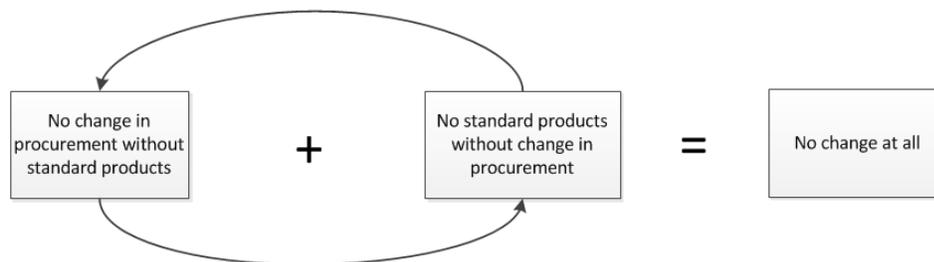 No change in
procurement without
standard products
+
No standard products
without change in
procurement
=
No change at all